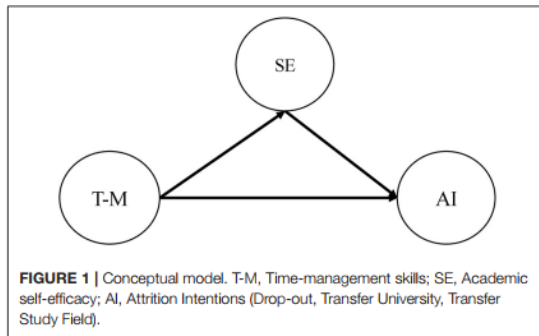 SE
T-M
AI
FIGURE 1 | Conceptual model. T-M, Time-management skills; SE, Academic
self-efficacy; AI, Attrition Intentions (Drop-out, Transfer University, Transfer
Study Field).